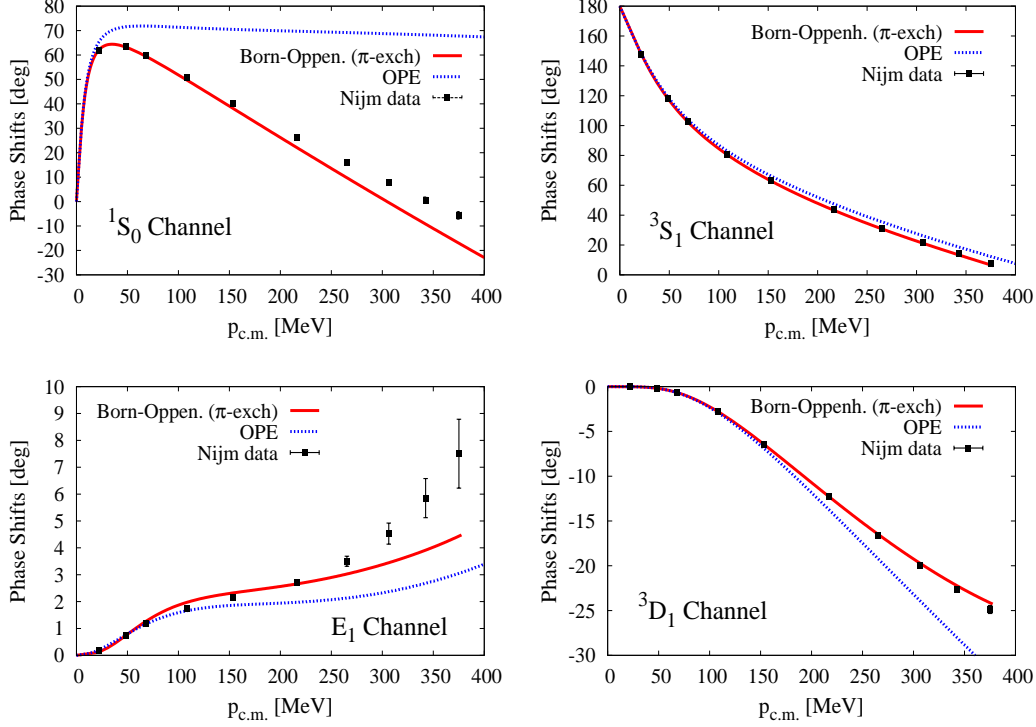 Phase Shifts [deg]
90
80
70
60
50
40
30
20
10
0
-10
-20
-30
Born-Oppen. (π-exch)
OPE
Nijm data
¹S₀ Channel
0 50 100 150 200 250 300 350 400
p_c.m. [MeV]
Phase Shifts [deg]
180
160
140
120
100
80
60
40
20
0
Born-Oppenh. (π-exch)
OPE
Nijm data
³S₁ Channel
0 50 100 150 200 250 300 350 400
p_c.m. [MeV]
Phase Shifts [deg]
10
9
8
7
6
5
4
3
2
1
0
Born-Oppen. (π-exch)
OPE
Nijm data
E₁ Channel
0 50 100 150 200 250 300 350 400
p_c.m. [MeV]
Phase Shifts [deg]
0
-5
-10
-15
-20
-25
-30
Born-Oppenh. (π-exch)
OPE
Nijm data
³D₁ Channel
0 50 100 150 200 250 300 350 400
p_c.m. [MeV]